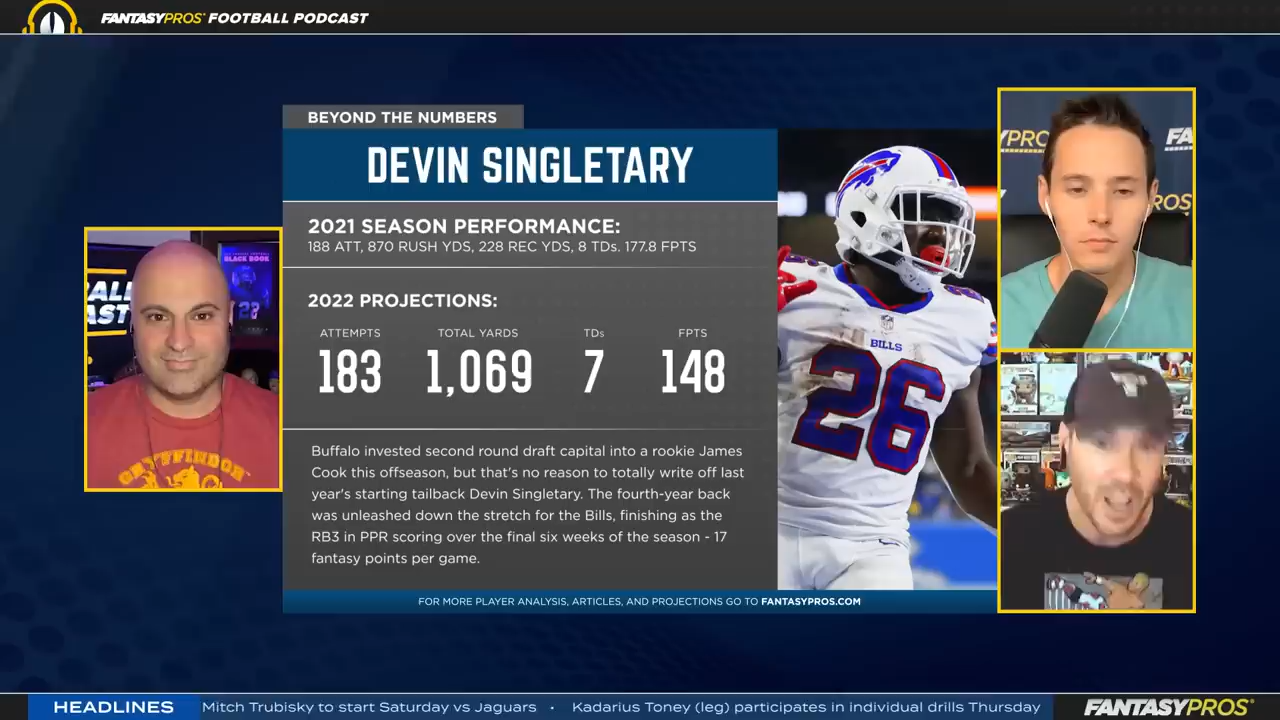 FANTASYPROS FOOTBALL PODCAST
BEYOND THE NUMBERS
DEVIN SINGLETARY
2021 SEASON PERFORMANCE:
188 ATT, 870 RUSH YDS, 228 REC YDS, 8 TDs. 177.8 FPTS
2022 PROJECTIONS:
ATTEMPTS TOTAL YARDS TDs FPTS
183 1,069 7 148
Buffalo invested second round draft capital into a rookie James
Cook this offseason, but that's no reason to totally write off last
year's starting tailback Devin Singletary. The fourth-year back
was unleashed down the stretch for the Bills, finishing as the
RB3 in PPR scoring over the final six weeks of the season - 17
fantasy points per game.
FOR MORE PLAYER ANALYSIS, ARTICLES, AND PROJECTIONS GO TO FANTASYPROS.COM
BLACK BOOK
GRYFFINDOR
BILLS
26
YPRO
FA
ROS
HEADLINES
Mitch Trubisky to start Saturday vs Jaguars • Kadarius Toney (leg) participates in individual drills Thursday
FANTASYPROS